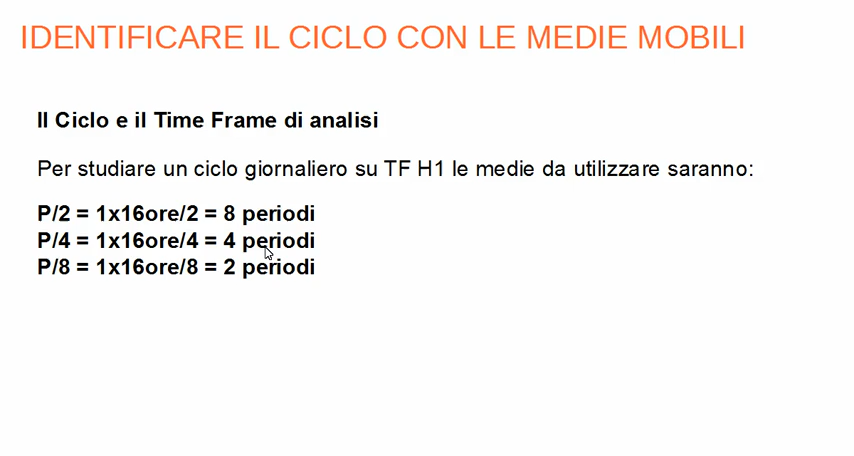 IDENTIFICARE IL CICLO CON LE MEDIE MOBILI
Il Ciclo e il Time Frame di analisi
Per studiare un ciclo giornaliero su TF H1 le medie da utilizzare saranno:
P/2 = 1x16ore/2 = 8 periodi
P/4 = 1x16ore/4 = 4 periodi
P/8 = 1x16ore/8 = 2 periodi